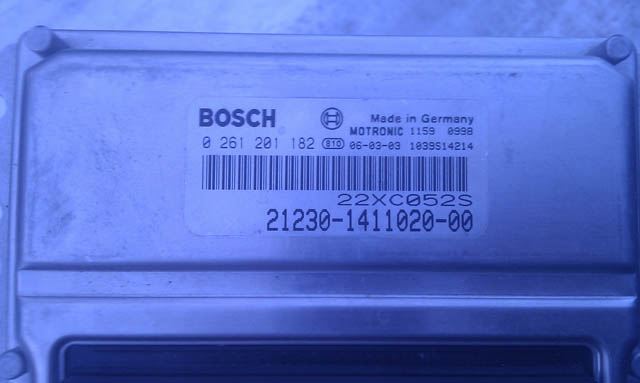 BOSCH
Made in Germany
MOTRONIC 1159 0998
0 261 201 182 810 06-03-03 1039S14214
22XC052S
21230-1411020-00